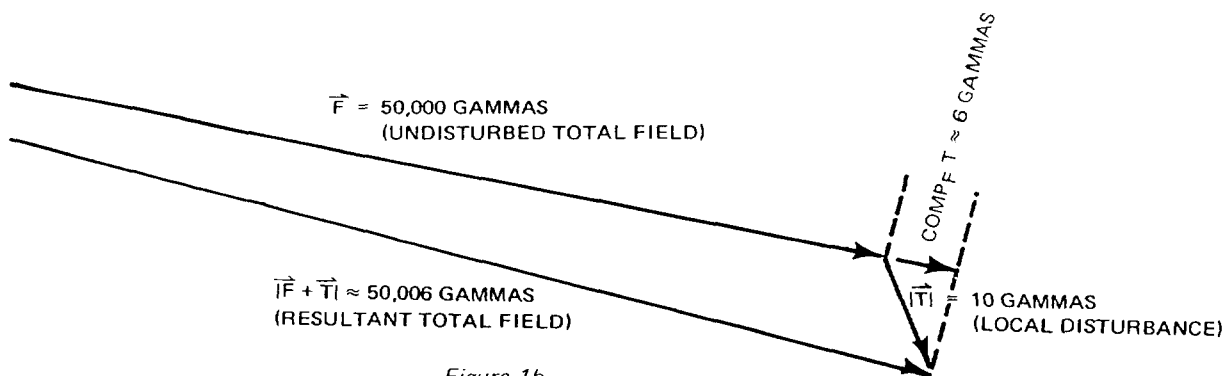 F = 50,000 GAMMAS
(UNDISTURBED TOTAL FIELD)
COMP_F T ≈ 6 GAMMAS
|F + T| ≈ 50,006 GAMMAS
(RESULTANT TOTAL FIELD)
|T| = 10 GAMMAS
(LOCAL DISTURBANCE)
Figure 1b